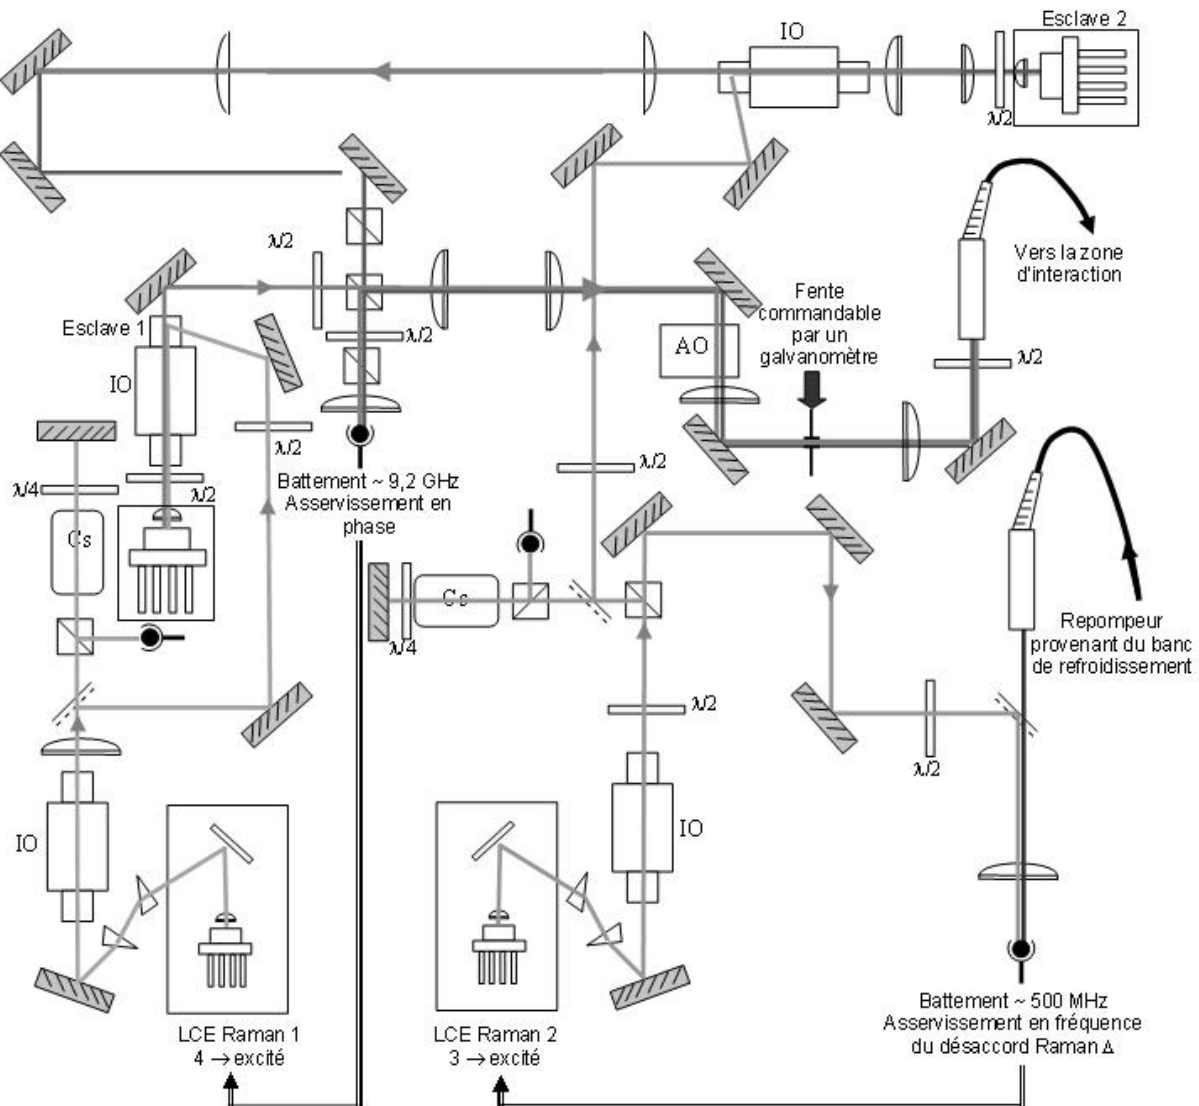 Esclave 2
IO
λ/2
Vers la zone
d'interaction
λ/2
Fente
commandable
par un
galvanomètre
Esclave 1
λ/2
AO
λ/2
IO
λ/2
λ/2
λ/4
λ/2
Battement ~ 9,2 GHz
Asservissement en
phase
Cs
Cs
λ/4
Repompeur
provenant du banc
de refroidissement
λ/2
λ/2
IO
IO
LCE Raman 1
4 → excité
LCE Raman 2
3 → excité
Battement ~ 500 MHz
Asservissement en fréquence
du désaccord Raman Δ